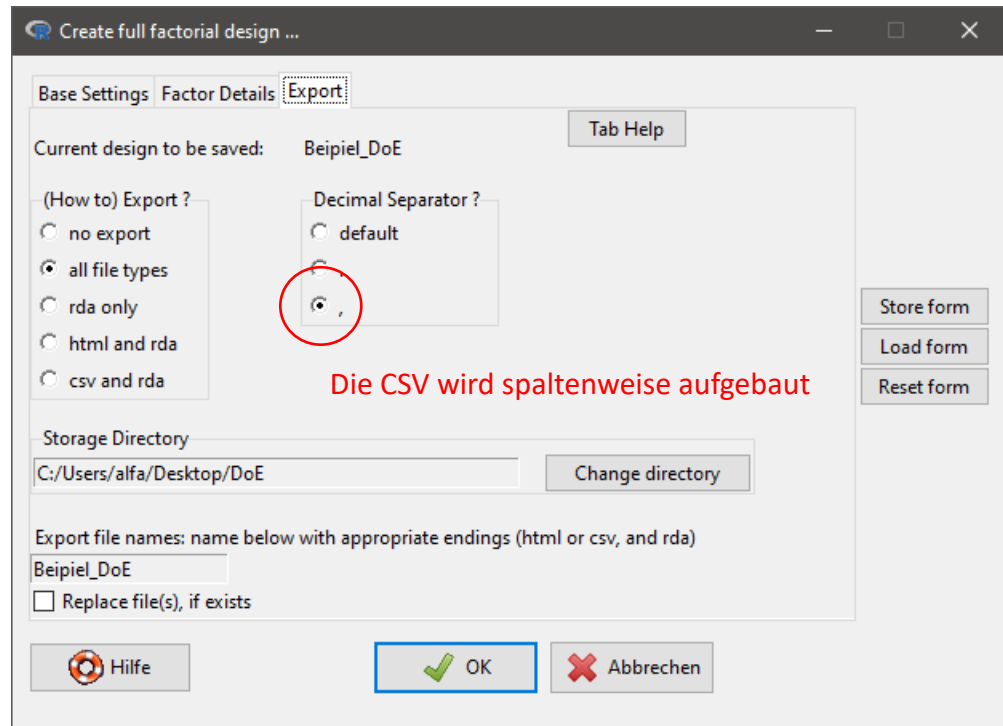 Create full factorial design ...
Base Settings Factor Details Export
Tab Help
Current design to be saved: Beipiel_DoE
(How to) Export ?
no export
all file types
rda only
html and rda
csv and rda
Decimal Separator ?
default
.
,
Die CSV wird spaltenweise aufgebaut
Store form
Load form
Reset form
Storage Directory
C:/Users/alfa/Desktop/DoE
Change directory
Export file names: name below with appropriate endings (html or csv, and rda)
Beipiel_DoE
Replace file(s), if exists
Hilfe
OK
Abbrechen